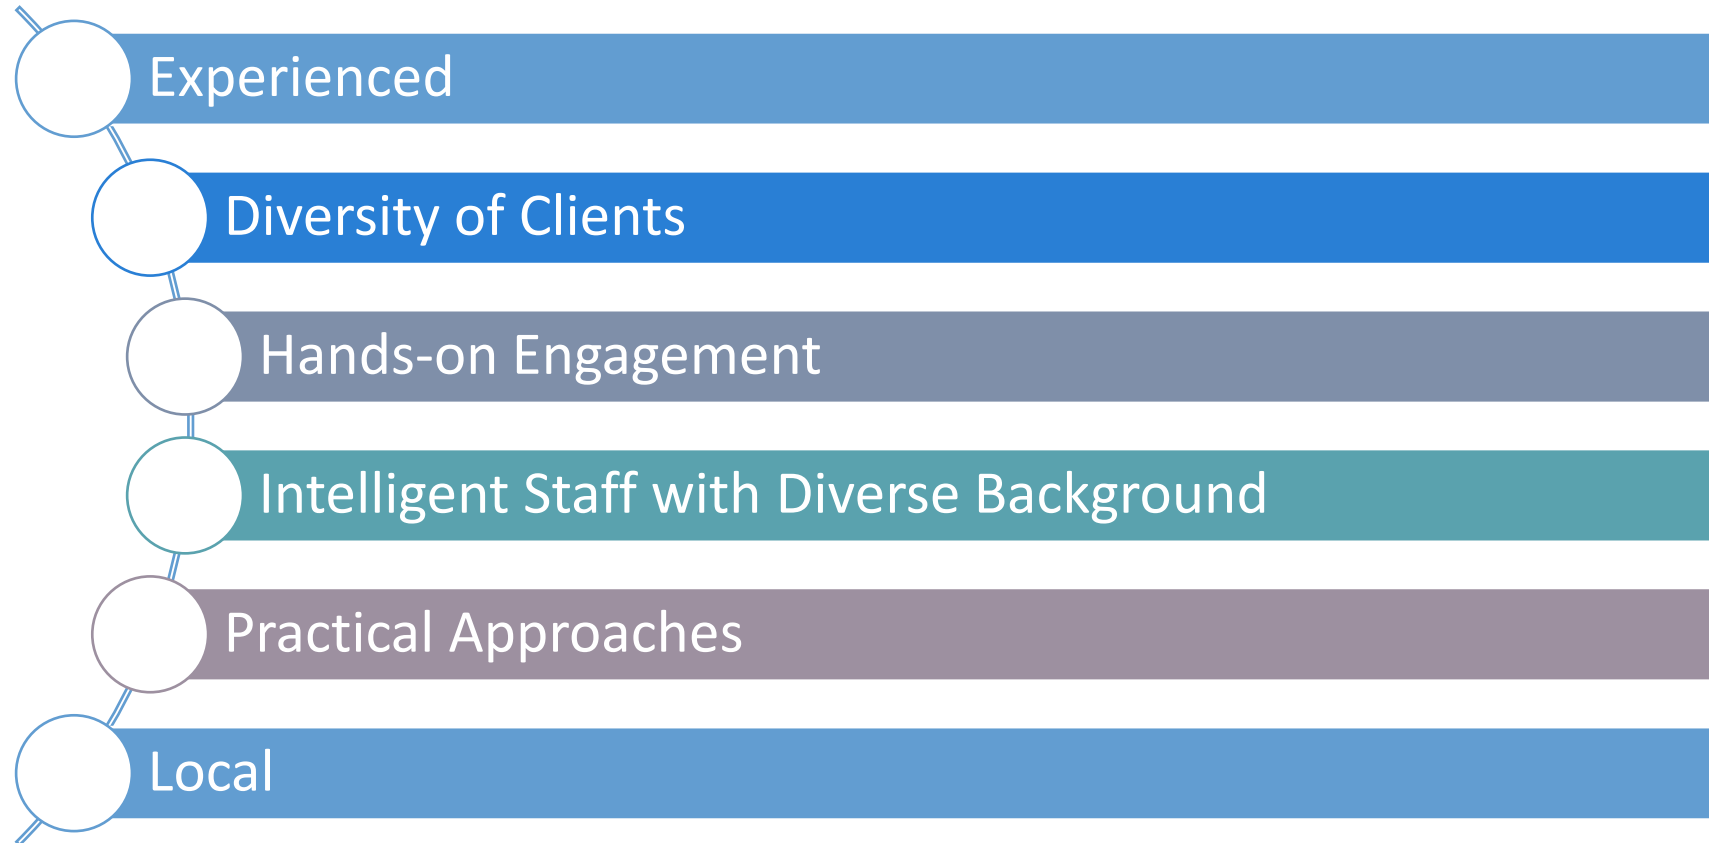 Experienced
Diversity of Clients
Hands-on Engagement
Intelligent Staff with Diverse Background
Practical Approaches
Local